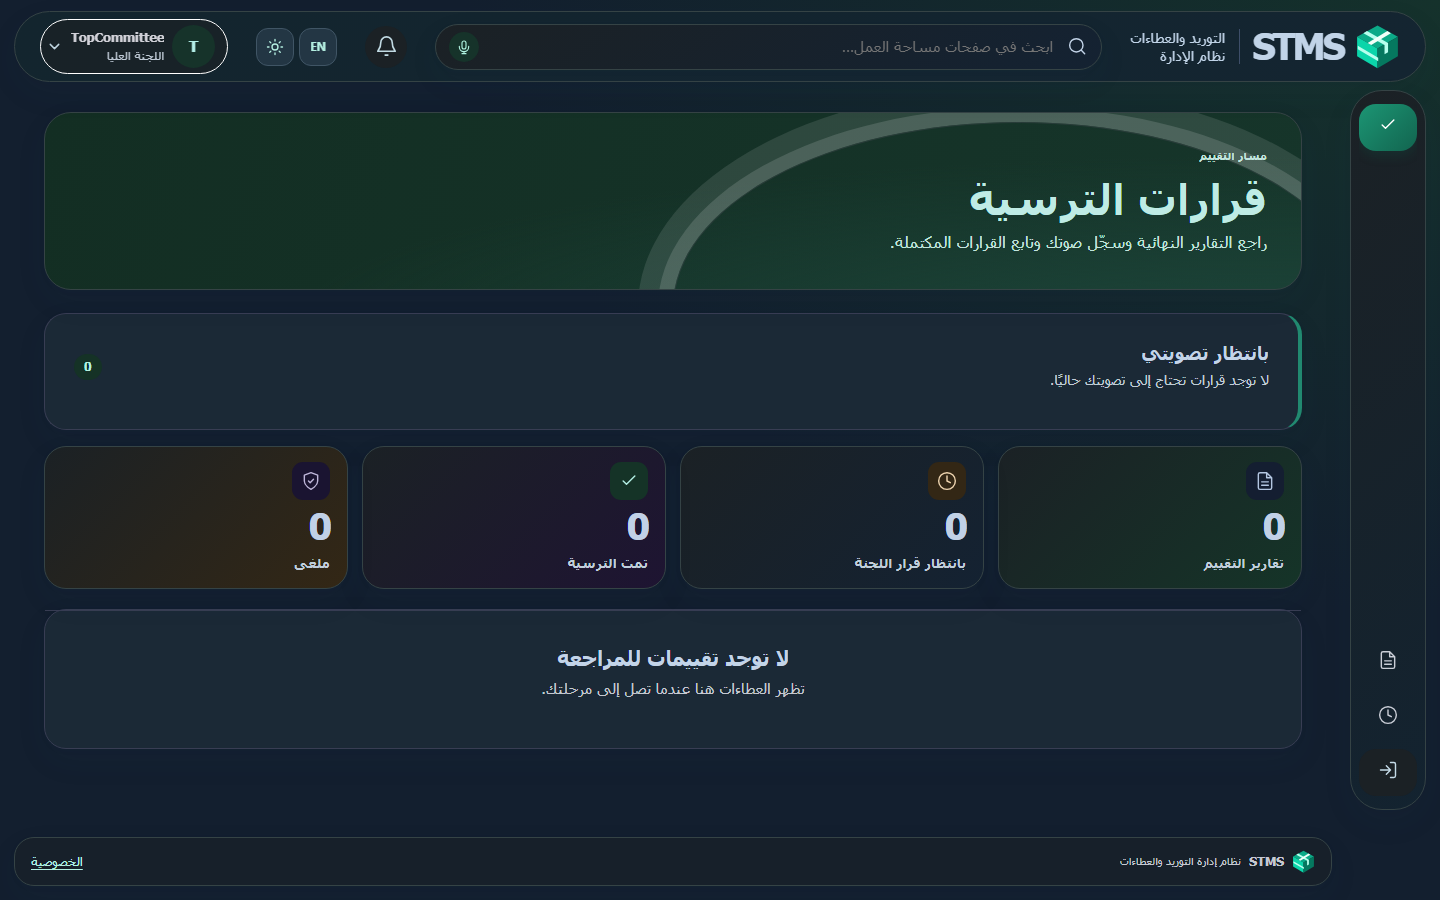 STMS
التوريد والعطاءات
نظام الإدارة
ابحث في صفحات مساحة العمل...
EN
T
TopCommittee
اللجنة العليا
مسار التقييم
قرارات الترسية
راجع التقارير النهائية وسجّل صوتك وتابع القرارات المكتملة.
بانتظار تصويتي
لا توجد قرارات تحتاج إلى تصويتك حاليًا.
0
0
تقارير التقييم
0
بانتظار قرار اللجنة
0
تمت الترسية
0
ملغى
لا توجد تقييمات للمراجعة
تظهر العطاءات هنا عندما تصل إلى مرحلتك.
STMS نظام إدارة التوريد والعطاءات
الخصوصية